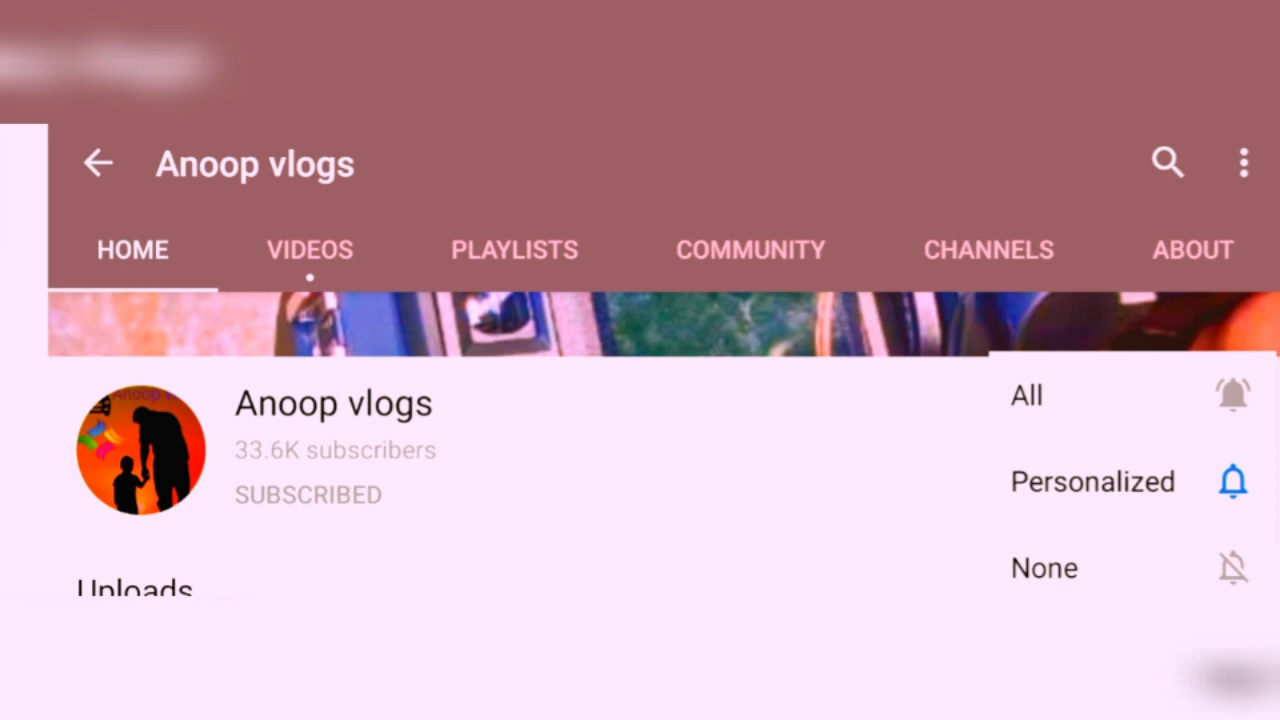 Anoop vlogs
HOME VIDEOS PLAYLISTS COMMUNITY CHANNELS ABOUT
Anoop vlogs
33.6K subscribers
SUBSCRIBED
All
Personalized
None
Uploads